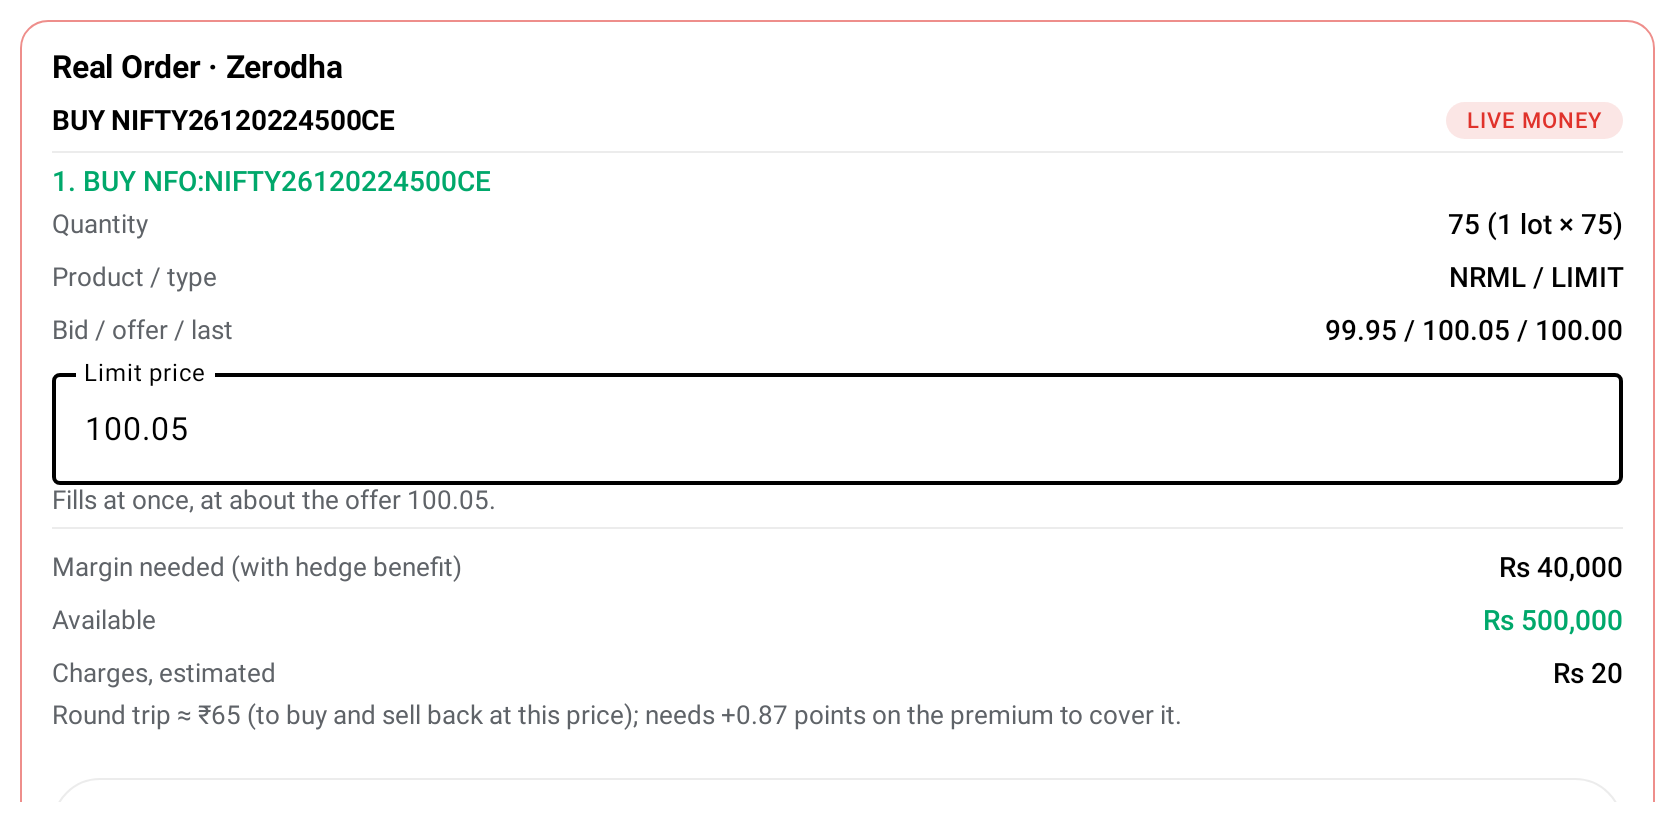 Real Order · Zerodha
BUY NIFTY26120224500CE
LIVE MONEY
1. BUY NFO:NIFTY26120224500CE
Quantity 75 (1 lot × 75)
Product / type NRML / LIMIT
Bid / offer / last 99.95 / 100.05 / 100.00
Limit price
100.05
Fills at once, at about the offer 100.05.
Margin needed (with hedge benefit) Rs 40,000
Available Rs 500,000
Charges, estimated Rs 20
Round trip ≈ ₹65 (to buy and sell back at this price); needs +0.87 points on the premium to cover it.